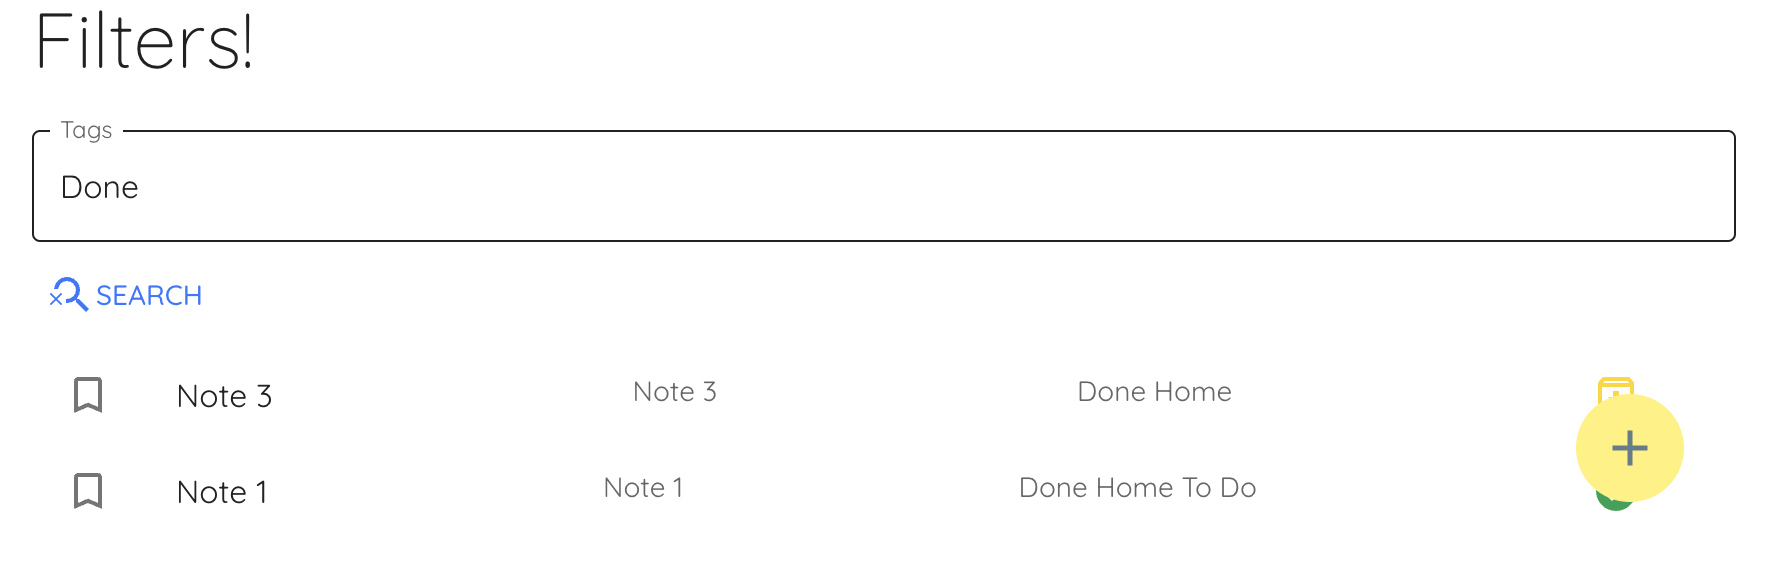 Filters!
Tags
Done
SEARCH
Note 3 Note 3 Done Home
Note 1 Note 1 Done Home To Do